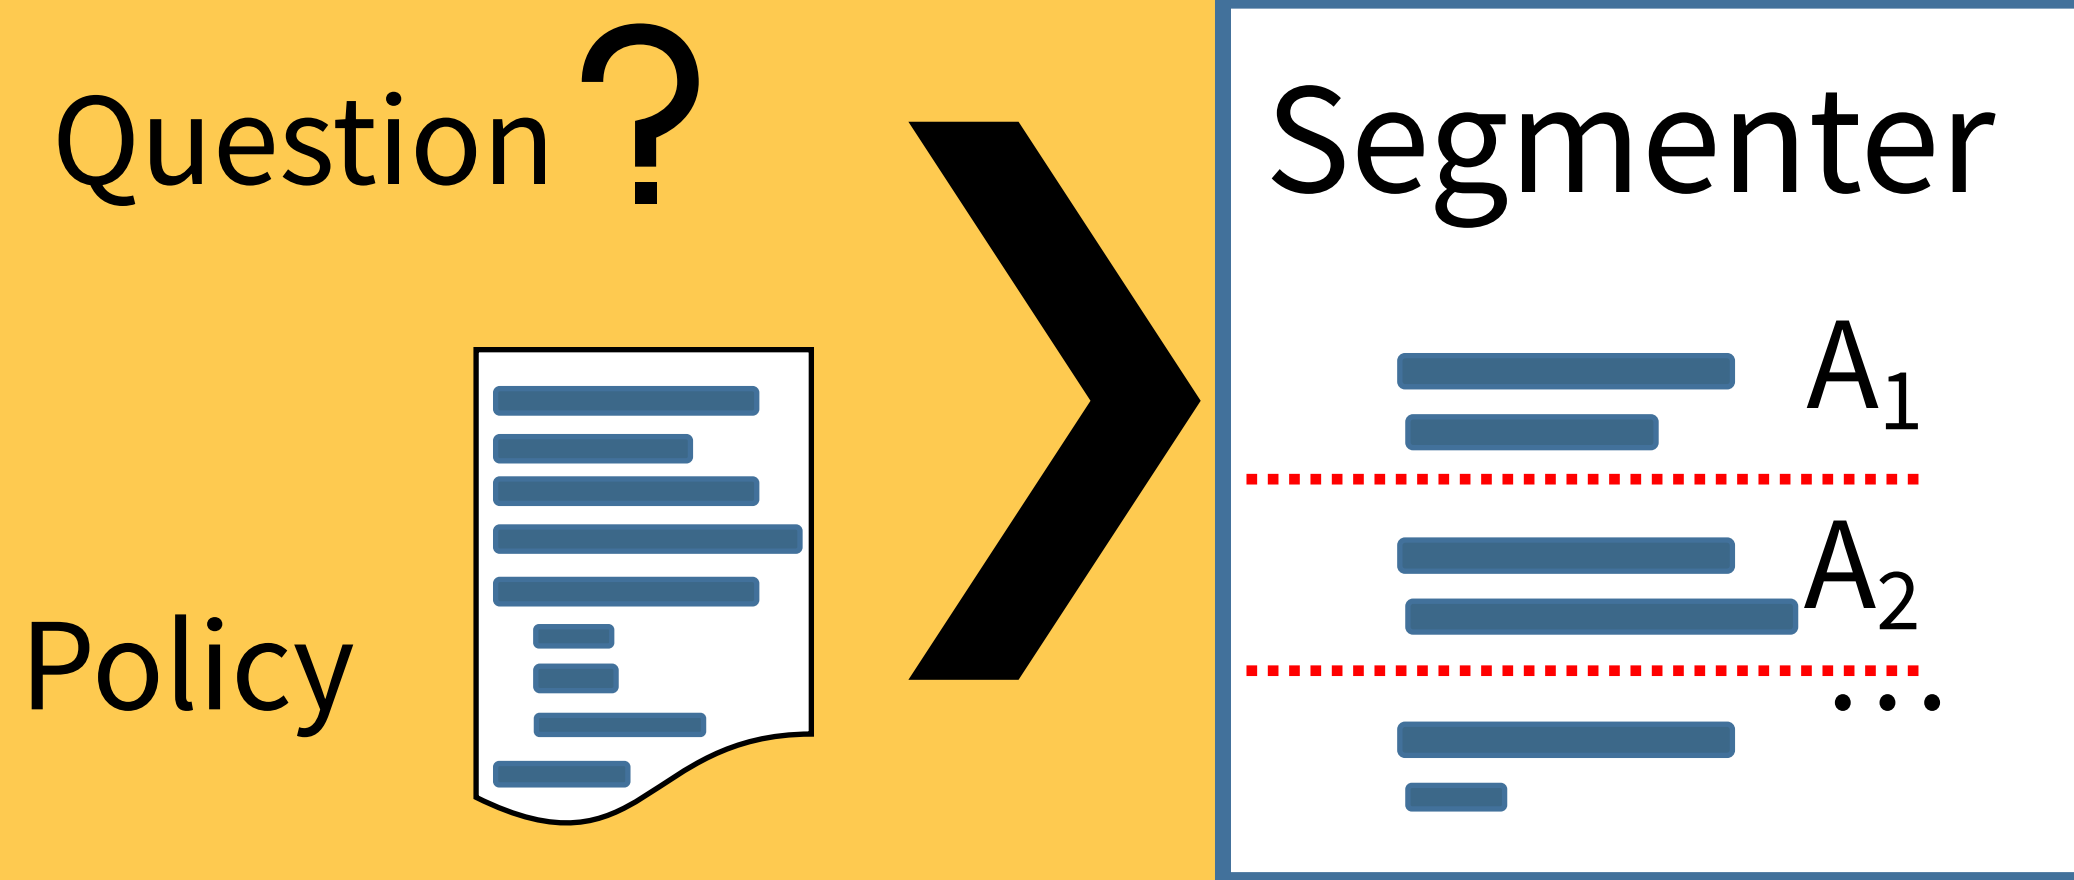 Question ?
Policy
Segmenter
A₁
A₂
...